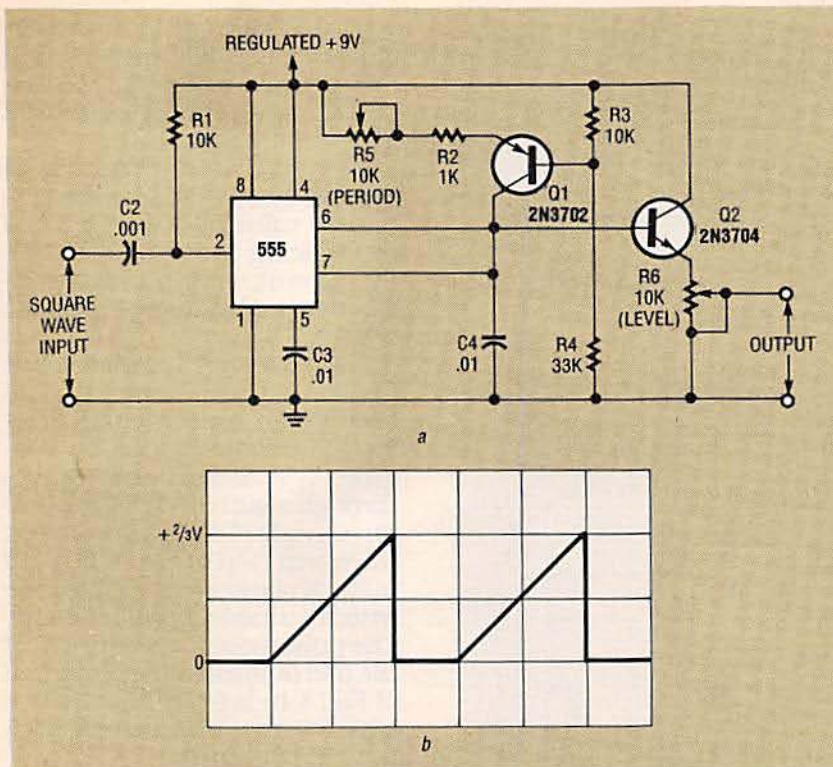 REGULATED +9V
R1
10K
R5
10K
(PERIOD)
R2
1K
R3
10K
Q1
2N3702
Q2
2N3704
8
4
6
C2
.001
2
555
7
R6
10K
(LEVEL)
SQUARE
WAVE
INPUT
1
5
C3
.01
C4
.01
R4
33K
OUTPUT
a
+2/3V
0
b